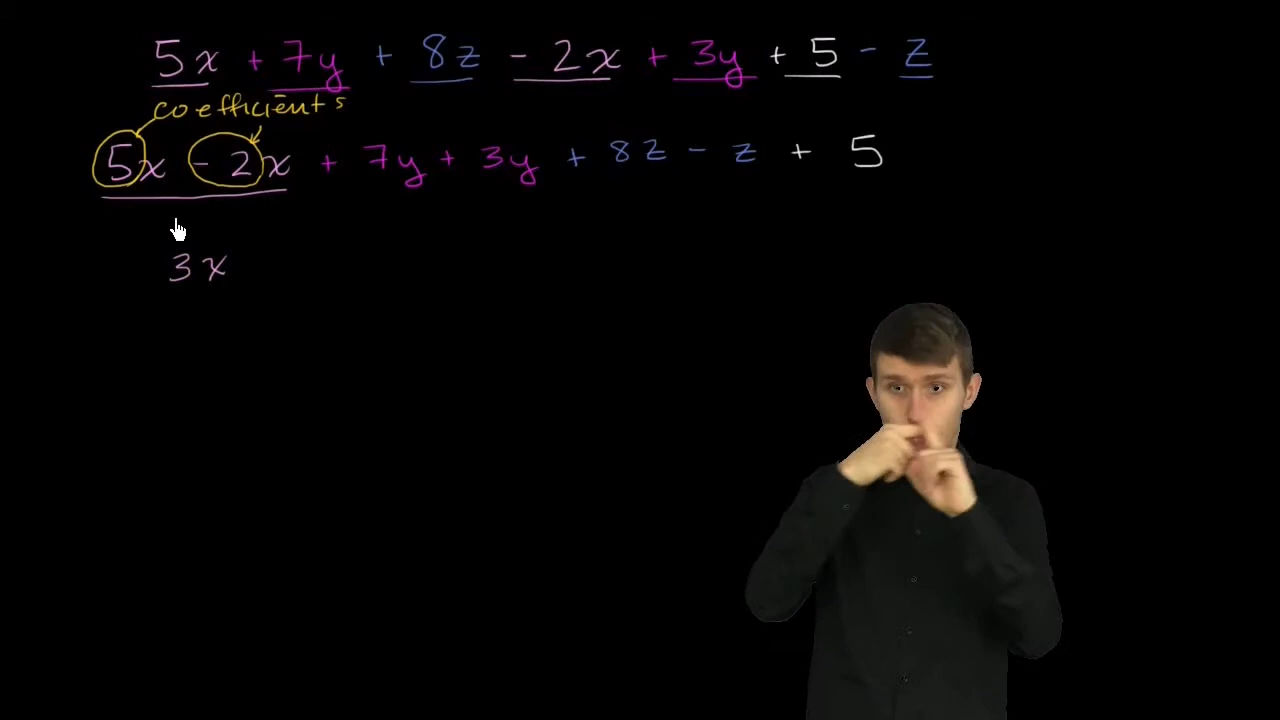 5x + 7y + 8z - 2x + 3y + 5 - z
coefficients
5x - 2x + 7y + 3y + 8z - z + 5
3x